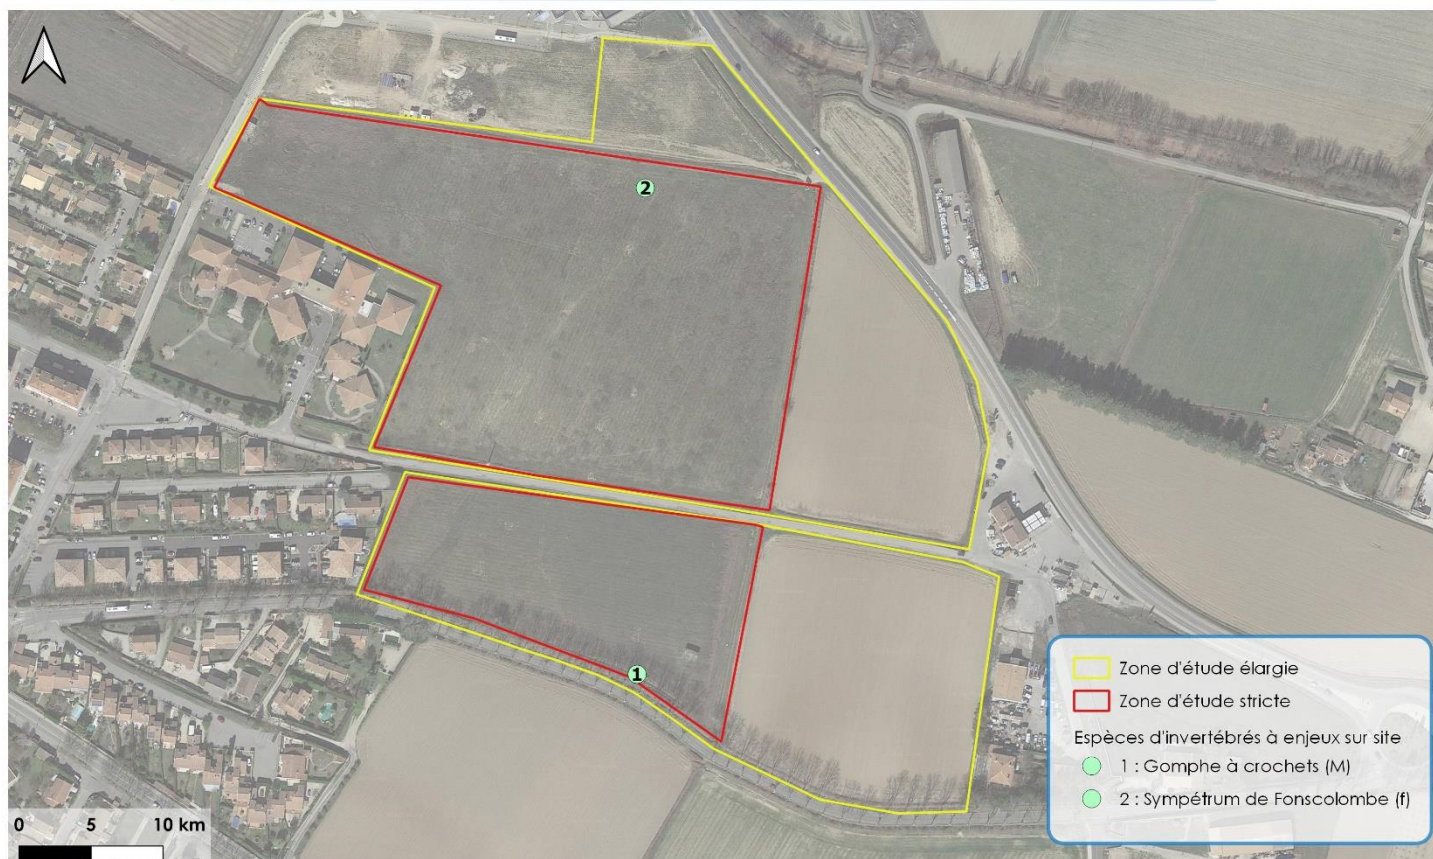 Zone d'étude élargie
Zone d'étude stricte
Espèces d'invertébrés à enjeux sur site
1 : Gomphe à crochets (M)
2 : Sympétrum de Fonscolombe (f)
2
1
0 5 10 km